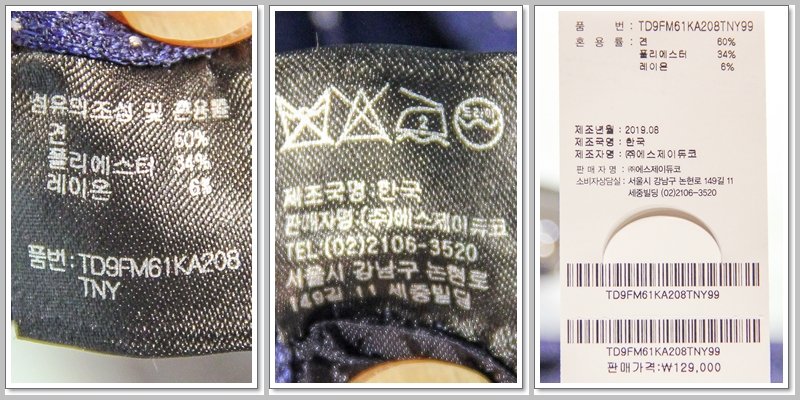 섬유의조성 및 혼용률
견 60%
폴리에스터 34%
레이온 6%
품번:TD9FM61KA208
TNY
2
제조국명:한국
판매자명:(주)에스제이듀코
TEL:(02)2106-3520
서울시 강남구 논현로
149길 11 세중빌딩
품 번 : TD9FM61KA208TNY99
혼 용 률 : 견 60%
폴리에스터 34%
레이온 6%
제조년월 : 2019.08
제조국명 : 한국
제조자명 : ㈜에스제이듀코
판 매 자 명 : ㈜에스제이듀코
소비자상담실 : 서울시 강남구 논현로 149길 11
세중빌딩 (02)2106-3520
TD9FM61KA208TNY99
TD9FM61KA208TNY99
판매가격:₩129,000